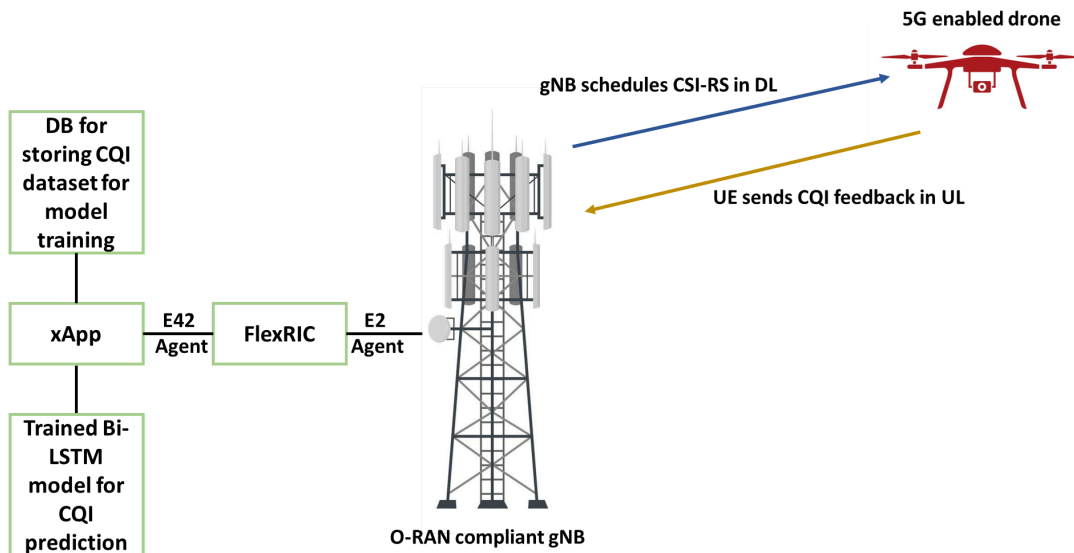 5G enabled drone
gNB schedules CSI-RS in DL
UE sends CQI feedback in UL
DB for
storing CQI
dataset for
model
training
xApp
E42
Agent
FlexRIC
E2
Agent
Trained Bi-
LSTM
model for
CQI
prediction
O-RAN compliant gNB